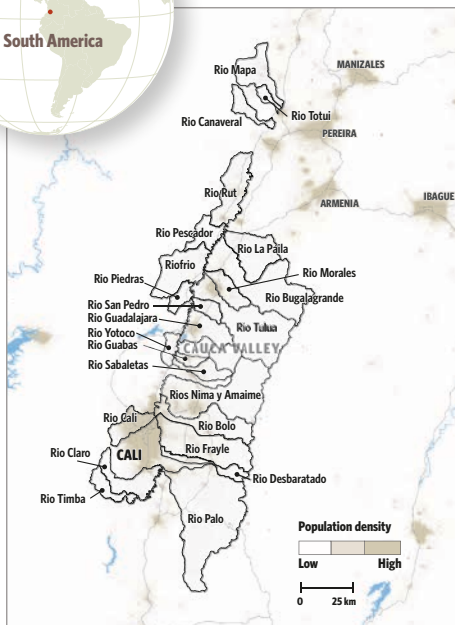 South America
Rio Mapa
MANIZALES
Rio Totui
Rio Canaveral
PEREIRA
Rio Rut
ARMENIA
IBAGUE
Rio Pescador
Rio La Paila
Riofrio
Rio Morales
Rio Piedras
Rio Bugalagrande
Rio San Pedro
Rio Guadalajara
Rio Tulua
Rio Yotoco
Rio Guabas
CAUCA VALLEY
Rio Sabaletas
Rios Nima y Amaime
Rio Cali
Rio Bolo
Rio Frayle
Rio Claro
CALI
Rio Desbaratado
Rio Timba
Rio Palo
Population density
Low High
0 25 km